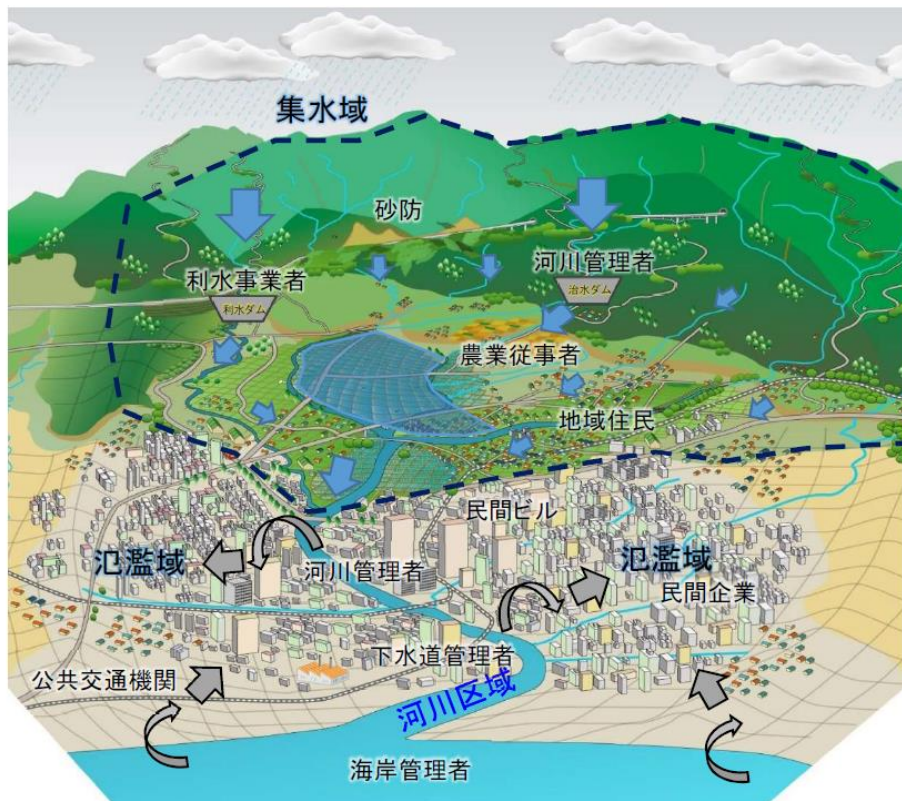 集水域
砂防
利水事業者
河川管理者
利水ダム
治水ダム
農業従事者
地域住民
民間ビル
氾濫域
河川管理者
氾濫域
民間企業
下水道管理者
公共交通機関
河川区域
海岸管理者